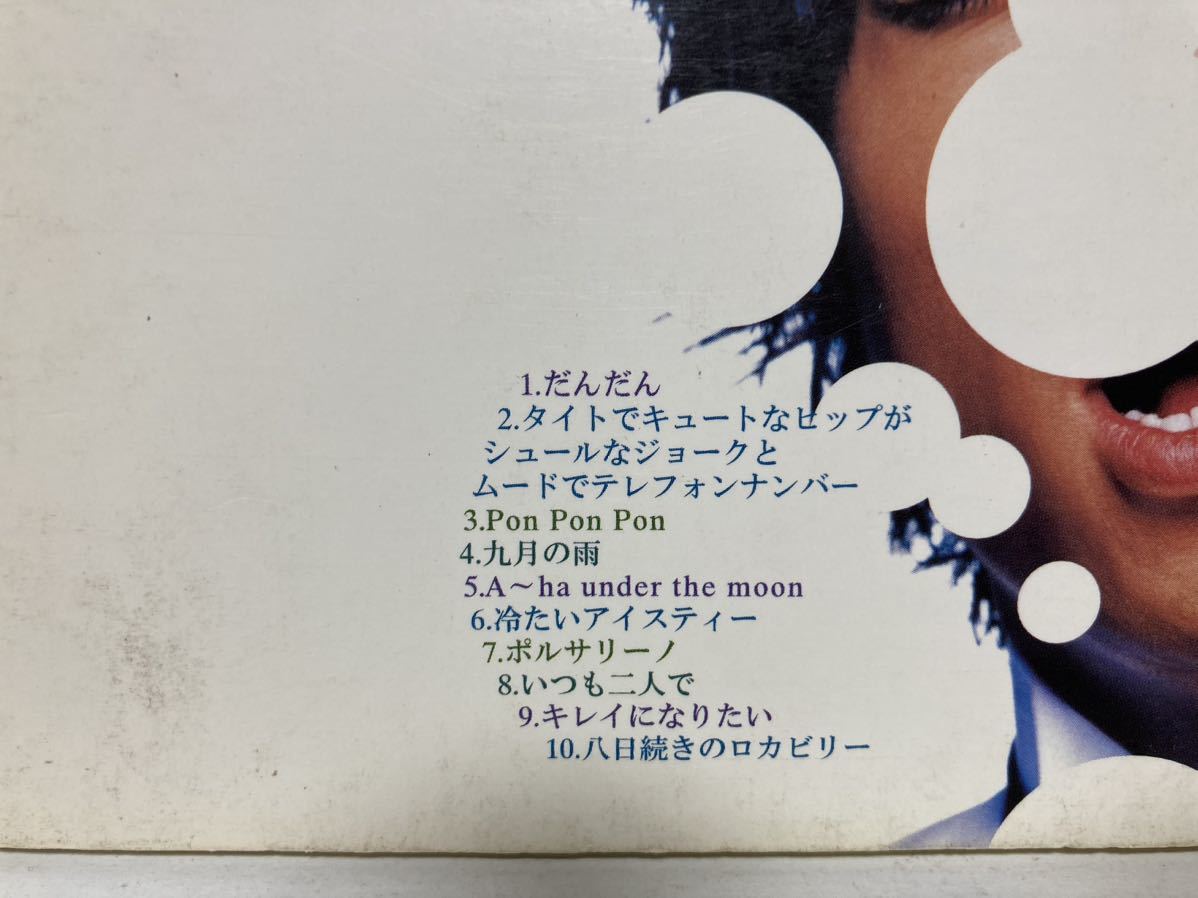 1.だんだん
2.タイトでキュートなヒップが
シュールなジョークと
ムードでテレフォンナンバー
3.Pon Pon Pon
4.九月の雨
5.A〜ha under the moon
6.冷たいアイスティー
7.ポルサリーノ
8.いつも二人で
9.キレイになりたい
10.八日続きのロカビリー